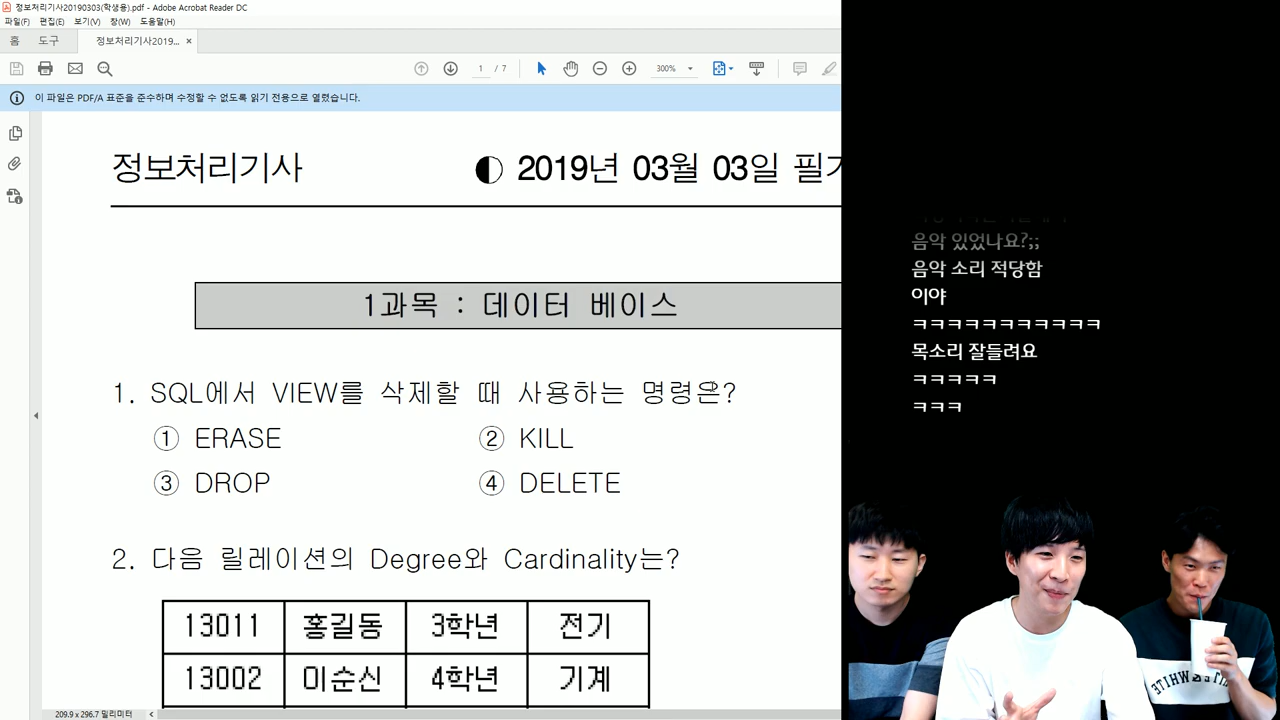 정보처리기사20190303(학생용).pdf - Adobe Acrobat Reader DC
파일(F) 편집(E) 보기(V) 창(W) 도움말(H)
홈 도구 정보처리기사2019... ×
1 / 7 300%
이 파일은 PDF/A 표준을 준수하며 수정할 수 없도록 읽기 전용으로 열렸습니다.
정보처리기사 ◐ 2019년 03월 03일 필기
1과목 : 데이터 베이스
1. SQL에서 VIEW를 삭제할 때 사용하는 명령은?
① ERASE ② KILL
③ DROP ④ DELETE
2. 다음 릴레이션의 Degree와 Cardinality는?
13011 홍길동 3학년 전기
13002 이순신 4학년 기계
209.9 x 296.7 밀리미터
음악 있었나요?;;
음악 소리 적당함
이야
ㅋㅋㅋㅋㅋㅋㅋㅋㅋㅋㅋ
목소리 잘들려요
ㅋㅋㅋㅋㅋ
ㅋㅋㅋ